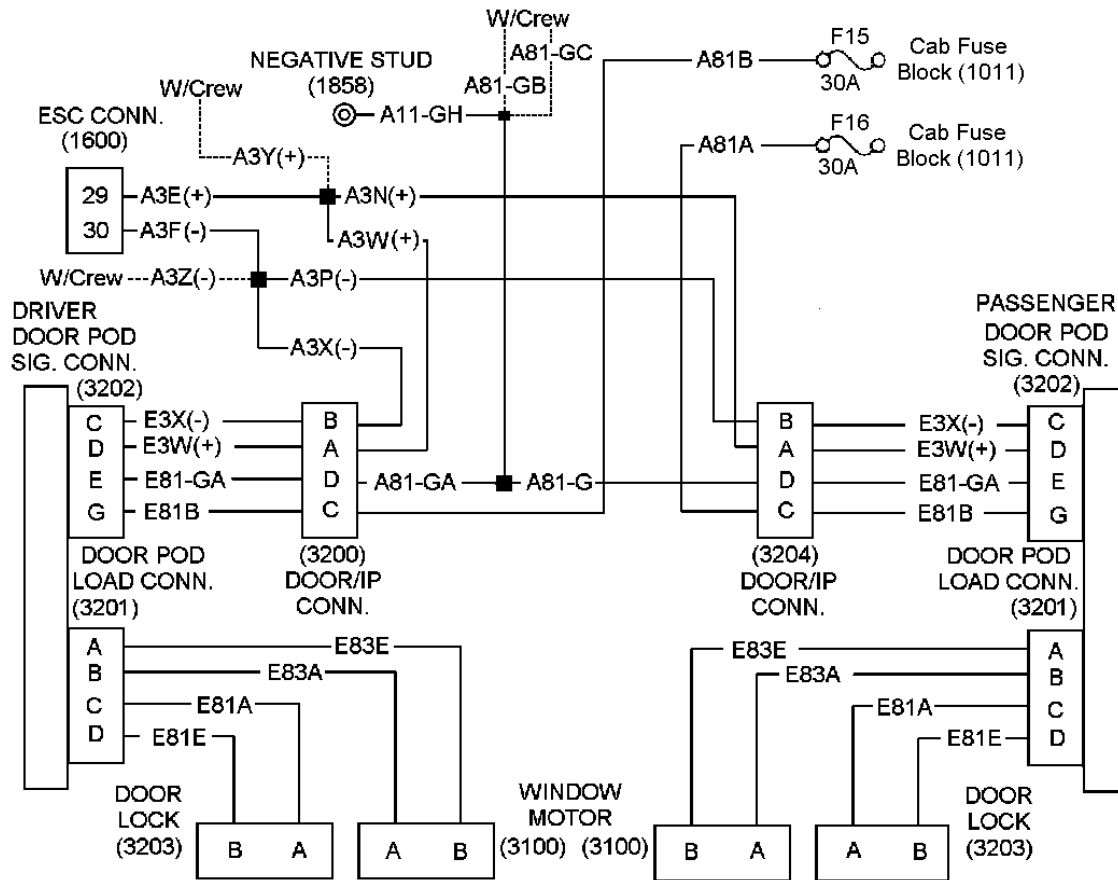 W/Crew
A81-GC
A81-GB
NEGATIVE STUD
(1858)
A11-GH
W/Crew
ESC CONN.
(1600)
A81B
F15
30A
Cab Fuse
Block (1011)
A81A
F16
30A
Cab Fuse
Block (1011)
A3Y(+)
29
A3E(+)
A3N(+)
30
A3F(-)
A3W(+)
W/Crew
A3Z(-)
A3P(-)
A3X(-)
DRIVER
DOOR POD
SIG. CONN.
(3202)
PASSENGER
DOOR POD
SIG. CONN.
(3202)
C E3X(-) B
D E3W(+) A
E E81-GA D
G E81B C
A81-GA
A81-G
B E3X(-) C
A E3W(+) D
D E81-GA E
C E81B G
(3200)
DOOR/IP
CONN.
(3204)
DOOR/IP
CONN.
DOOR POD
LOAD CONN.
(3201)
DOOR POD
LOAD CONN.
(3201)
A E83E
B E83A
C E81A
D E81E
E83E A
E83A B
E81A C
E81E D
DOOR
LOCK
(3203)
B A
A B
WINDOW
MOTOR
(3100) (3100)
B A
A B
DOOR
LOCK
(3203)